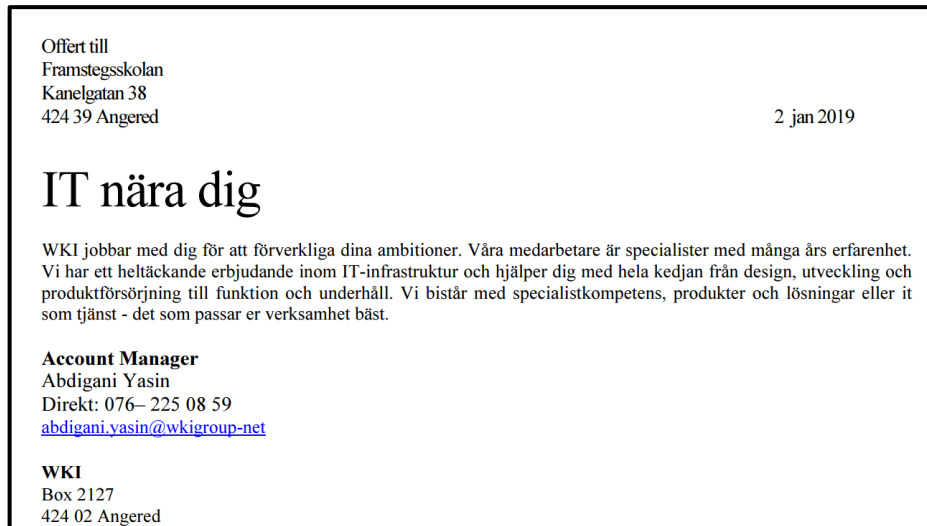 Offert till
Framstegsskolan
Kanelgatan 38
424 39 Angered
2 jan 2019
IT nära dig
WKI jobbar med dig för att förverkliga dina ambitioner. Våra medarbetare är specialister med många års erfarenhet.
Vi har ett heltäckande erbjudande inom IT-infrastruktur och hjälper dig med hela kedjan från design, utveckling och
produktförsörjning till funktion och underhåll. Vi bistår med specialistkompetens, produkter och lösningar eller it
som tjänst - det som passar er verksamhet bäst.
Account Manager
Abdigani Yasin
Direkt: 076– 225 08 59
abdigani.yasin@wkigroup-net
WKI
Box 2127
424 02 Angered